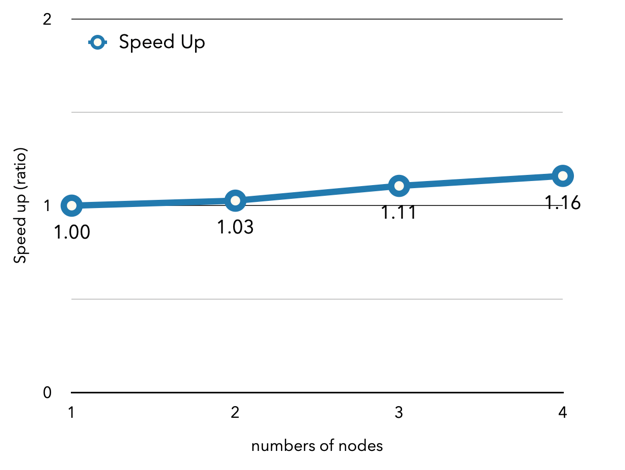 2
Speed Up
Speed up (ratio)
1
1.00
1.03
1.11
1.16
0
1 2 3 4
numbers of nodes